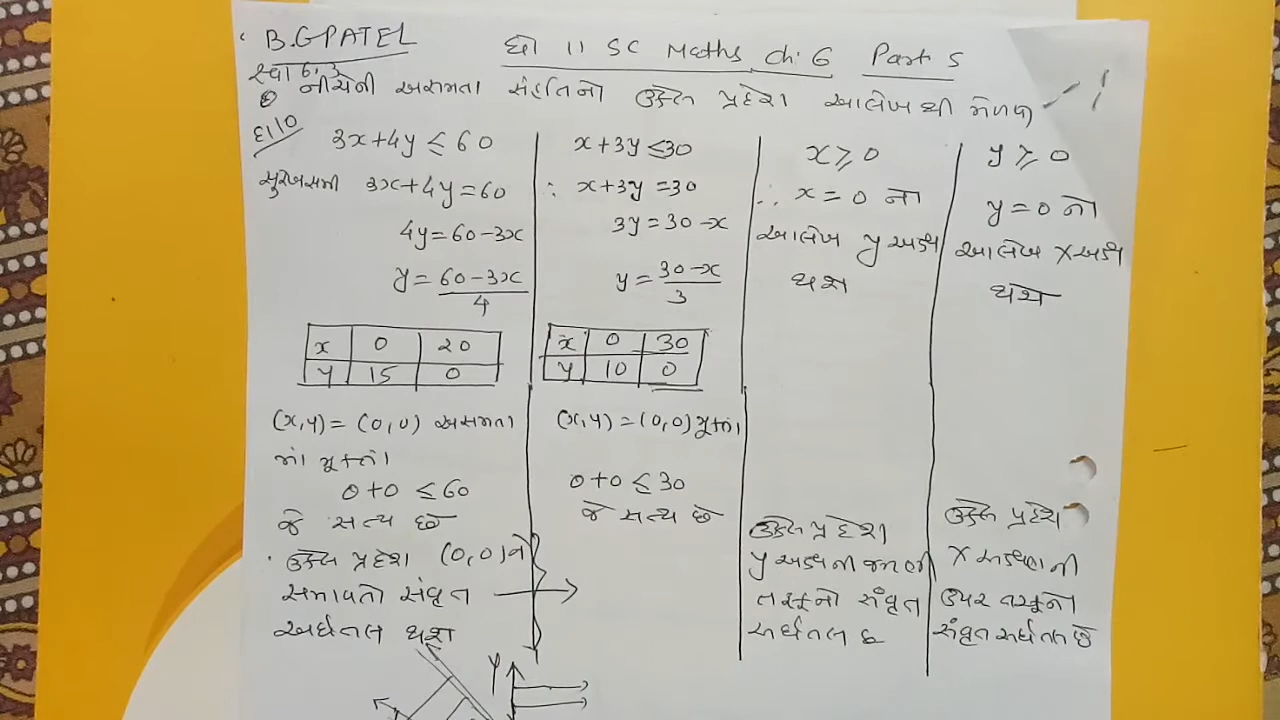 B.G PATEL ધો 11 SC Maths Ch. 6 Part 5
સ્વા 6.3
નીચેની અસમતા સંહતિનો ઉકેલ પ્રદેશ આલેખ થી મેળવો
દા10
3x+4y ≤ 60
સુરેખ સમી 3x+4y=60
4y=60-3x
y = 60-3x / 4
x 0 20
y 15 0
(x,y) = (0,0) અસમતા
માં મૂકતાં
0+0 ≤ 60
જે સત્ય છે
ઉકેલ પ્રદેશ (0,0) ને
સમાવતો સંવૃત
અર્ધતલ થશે
x+3y ≤ 30
∴ x+3y = 30
3y = 30-x
y = 30-x / 3
x 0 30
y 10 0
(x,y) = (0,0) મૂકતાં
0+0 ≤ 30
જે સત્ય છે
x ≥ 0
∴ x = 0 નો
આલેખ y અક્ષ
થશે
ઉકેલ પ્રદેશ
y અક્ષની જમણી
તરફનો સંવૃત
અર્ધતલ છે
y ≥ 0
y = 0 નો
આલેખ x અક્ષ
થશે
ઉકેલ પ્રદેશ
x અક્ષની
ઉપર તરફનો
સંવૃત અર્ધતલ છે
Y